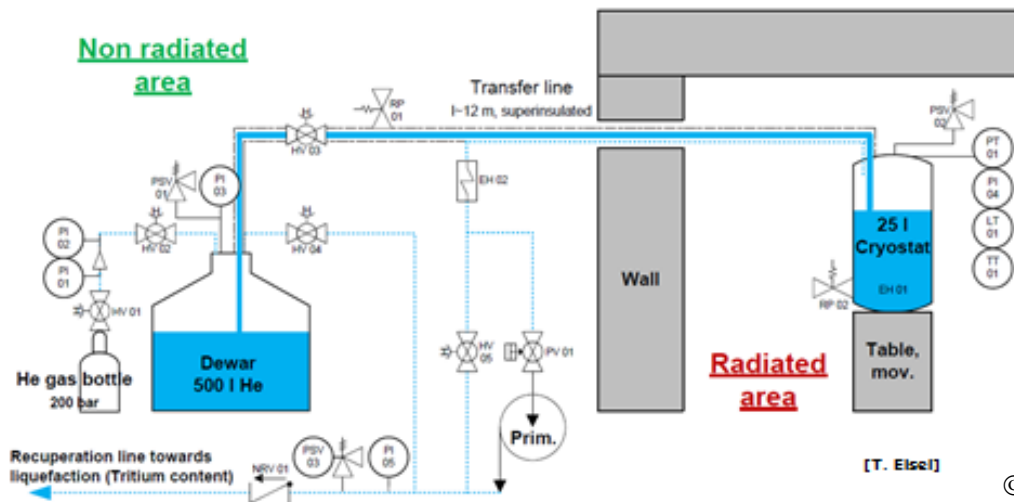 Non radiated
area
Transfer line
l~12 m, superinsulated
RP
01
HV 03
PSV
01
PI
03
EH 02
PSV
02
PT
01
PI
04
LT
01
TT
01
PI
02
PI
01
HV 02
HV 04
HV 01
25 l
Cryostat
EH 01
RP 02
Wall
HV
05
PV 01
Dewar
500 l He
He gas bottle
200 bar
Radiated
area
Table,
mov.
Prim.
Recuperation line towards
liquefaction (Tritium content)
NRV 01
PSV
03
PI
05
[T. Eisel]
©